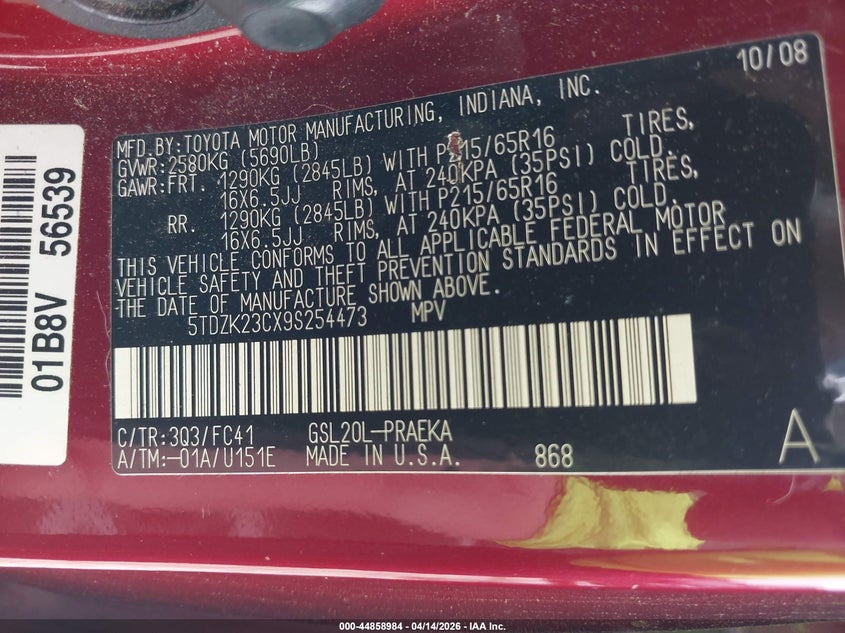 10/08
MFD.BY:TOYOTA MOTOR MANUFACTURING, INDIANA, INC.
GVWR:2580KG (5690LB)
GAWR:FRT. 1290KG (2845LB) WITH P215/65R16 TIRES,
16X6.5JJ RIMS, AT 240KPA (35PSI) COLD.
RR. 1290KG (2845LB) WITH P215/65R16 TIRES,
16X6.5JJ RIMS, AT 240KPA (35PSI) COLD.
THIS VEHICLE CONFORMS TO ALL APPLICABLE FEDERAL MOTOR
VEHICLE SAFETY AND THEFT PREVENTION STANDARDS IN EFFECT ON
THE DATE OF MANUFACTURE SHOWN ABOVE.
5TDZK23CX9S254473 MPV
C/TR:3Q3/FC41 GSL20L-PRAEKA
A/TM:-01A/U151E MADE IN U.S.A. 868 A
01B8V 56539
000-44858984 - 04/14/2026 - IAA Inc.